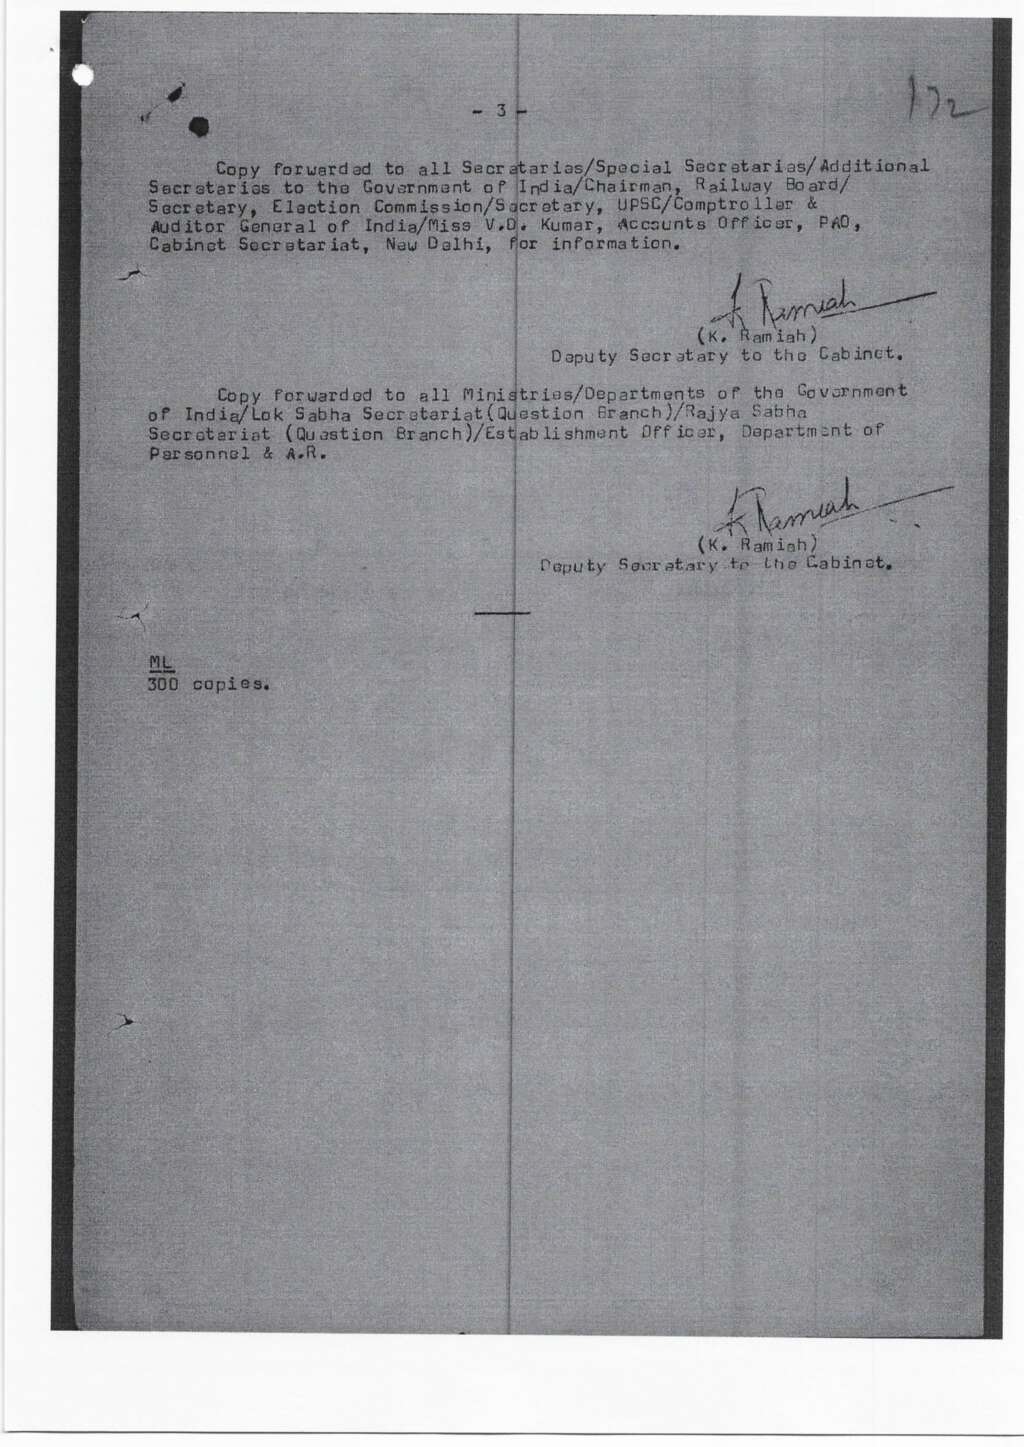 - 3 -
172
Copy forwarded to all Secretaries/Special Secretaries/Additional
Secretaries to the Government of India/Chairman, Railway Board/
Secretary, Election Commission/Secretary, UPSC/Comptroller &
Auditor General of India/Miss V.D. Kumar, Accounts Officer, PAO,
Cabinet Secretariat, New Delhi, for information.
K Ramiah
(K. Ramiah)
Deputy Secretary to the Cabinet.
Copy forwarded to all Ministries/Departments of the Government
of India/Lok Sabha Secretariat(Question Branch)/Rajya Sabha
Secretariat (Question Branch)/Establishment Officer, Department of
Personnel & A.R.
K Ramiah
(K. Ramiah)
Deputy Secretary to the Cabinet.
ML
300 copies.